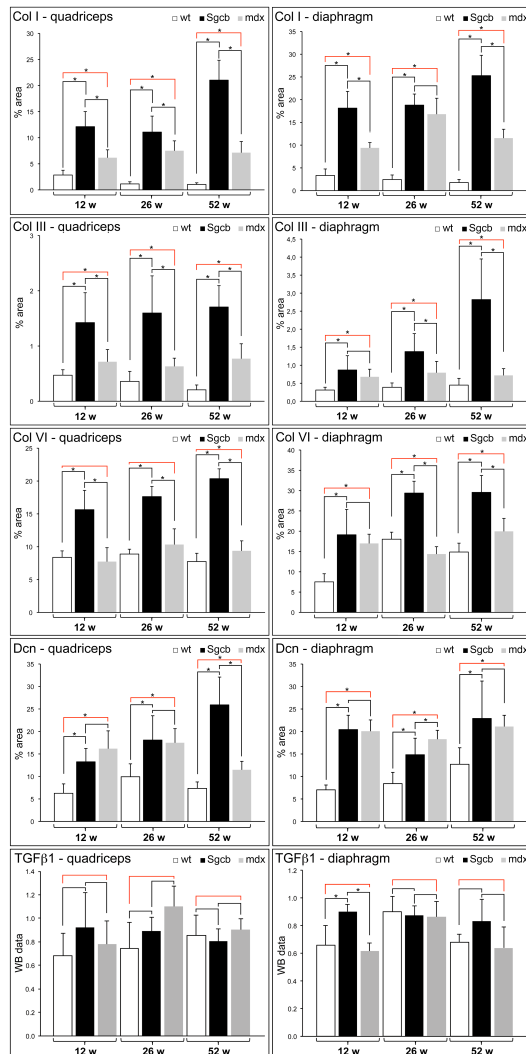 Col I - quadriceps wt Sgcb mdx
% area
30
25
20
15
10
5
0
* * * * * * * * *
12 w 26 w 52 w
Col I - diaphragm wt Sgcb mdx
% area
35
30
25
20
15
10
5
0
* * * * * * * *
12 w 26 w 52 w
Col III - quadriceps wt Sgcb mdx
% area
3
2
1
0
* * * * * * * * *
12 w 26 w 52 w
Col III - diaphragm wt Sgcb mdx
% area
4,5
4,0
3,5
3,0
2,5
2,0
1,5
1,0
0,5
0
* * * * * * * *
12 w 26 w 52 w
Col VI - quadriceps wt Sgcb mdx
% area
25
20
15
10
5
0
* * * * * * * * *
12 w 26 w 52 w
Col VI - diaphragm wt Sgcb mdx
% area
40
35
30
25
20
15
10
5
0
* * * * * * * *
12 w 26 w 52 w
Dcn - quadriceps wt Sgcb mdx
% area
35
30
25
20
15
10
5
0
* * * * * * *
12 w 26 w 52 w
Dcn - diaphragm wt Sgcb mdx
% area
35
30
25
20
15
10
5
0
* * * * * * *
12 w 26 w 52 w
TGFβ1 - quadriceps wt Sgcb mdx
WB data
1.4
1.2
1.0
0.8
0.6
0.4
0.2
0.0
12 w 26 w 52 w
TGFβ1 - diaphragm wt Sgcb mdx
WB data
1.2
1.0
0.8
0.6
0.4
0.2
0.0
* *
12 w 26 w 52 w